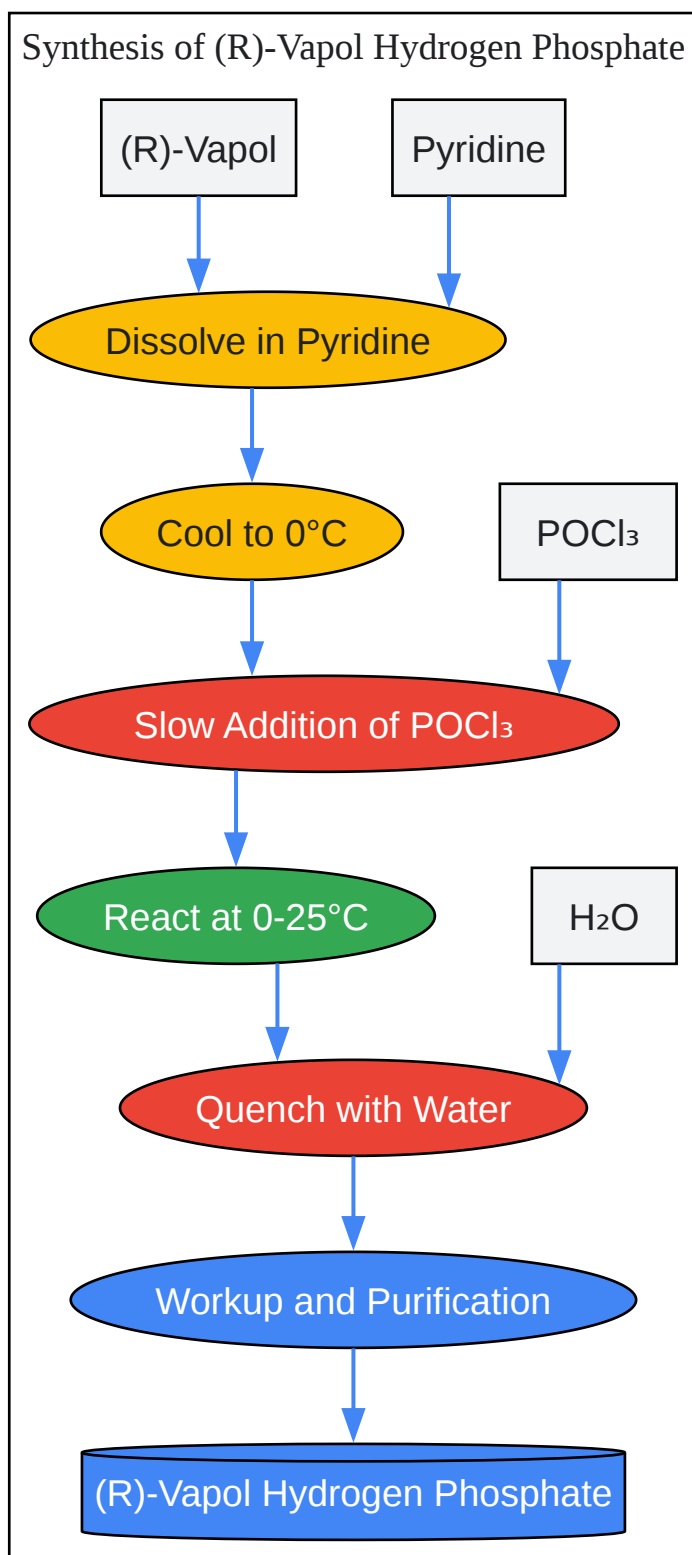 Synthesis of (R)-Vapol Hydrogen Phosphate
(R)-Vapol
Pyridine
Dissolve in Pyridine
Cool to 0°C
POCl₃
Slow Addition of POCl₃
React at 0-25°C
H₂O
Quench with Water
Workup and Purification
(R)-Vapol Hydrogen Phosphate